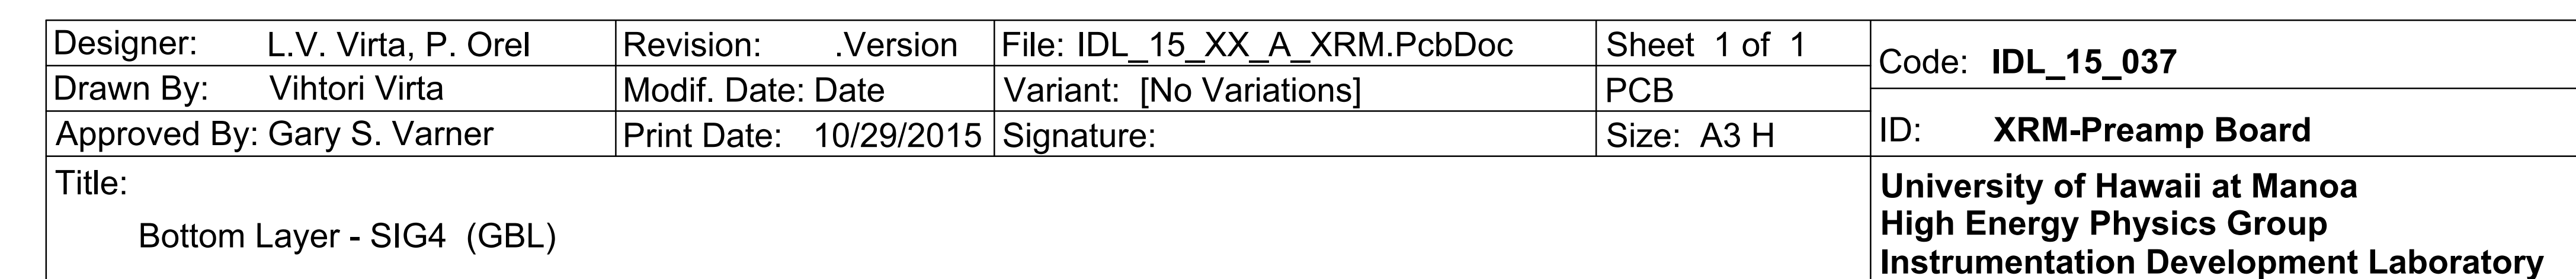 Designer: L.V. Virta, P. Orel Revision: .Version File: IDL_15_XX_A_XRM.PcbDoc Sheet 1 of 1
Code: IDL_15_037
Drawn By: Vihtori Virta Modif. Date: Date Variant: [No Variations] PCB
Approved By: Gary S. Varner Print Date: 10/29/2015 Signature: Size: A3 H
ID: XRM-Preamp Board
Title:
Bottom Layer - SIG4 (GBL)
University of Hawaii at Manoa
High Energy Physics Group
Instrumentation Development Laboratory